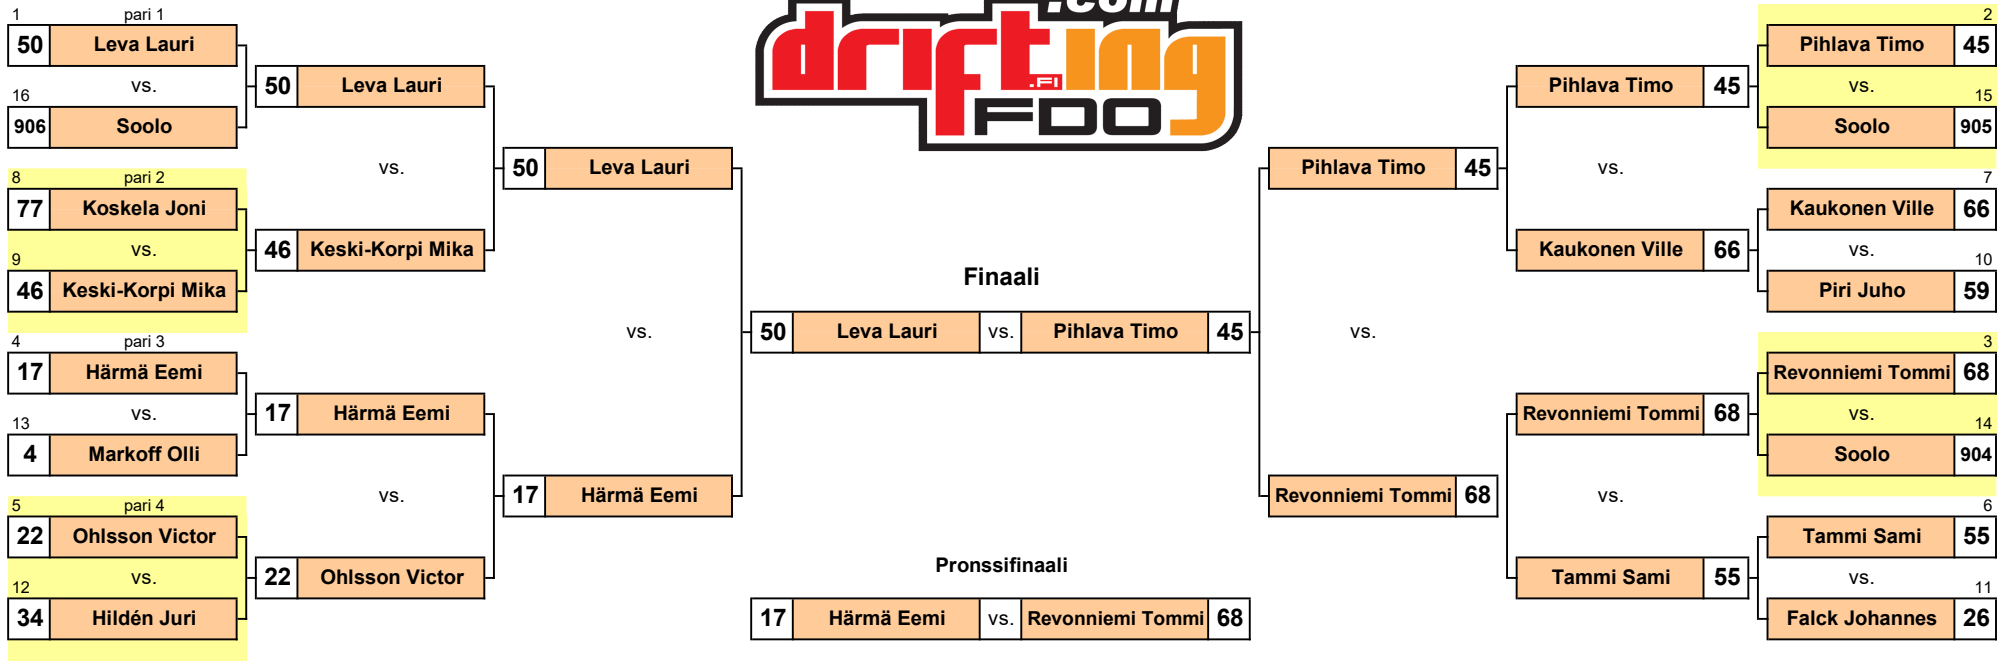 1 pari 1
50 Leva Lauri
vs.
16
906 Soolo
8 pari 2
77 Koskela Joni
vs.
9
46 Keski-Korpi Mika
4 pari 3
17 Härmä Eemi
vs.
13
4 Markoff Olli
5 pari 4
22 Ohlsson Victor
vs.
12
34 Hildén Juri
50 Leva Lauri
vs.
46 Keski-Korpi Mika
17 Härmä Eemi
vs.
22 Ohlsson Victor
50 Leva Lauri
vs.
17 Härmä Eemi
.com
drifting
.FI
FDO
Finaali
50 Leva Lauri vs. Pihlava Timo 45
Pronssifinaali
17 Härmä Eemi vs. Revonniemi Tommi 68
Pihlava Timo 45
vs.
Revonniemi Tommi 68
Pihlava Timo 45
vs.
Kaukonen Ville 66
Revonniemi Tommi 68
vs.
Tammi Sami 55
2
Pihlava Timo 45
vs.
15
Soolo 905
7
Kaukonen Ville 66
vs.
10
Piri Juho 59
3
Revonniemi Tommi 68
vs.
14
Soolo 904
6
Tammi Sami 55
vs.
11
Falck Johannes 26